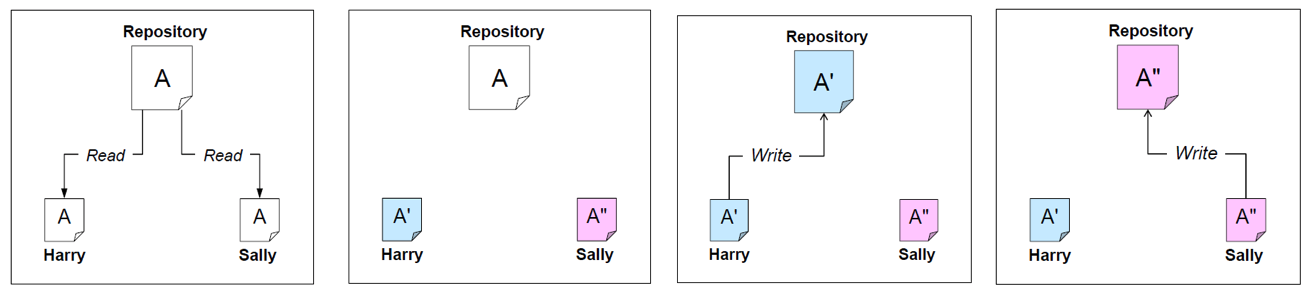 Repository
A
Read Read
A A
Harry Sally
Repository
A
A' A"
Harry Sally
Repository
A'
Write
A' A"
Harry Sally
Repository
A"
Write
A' A"
Harry Sally